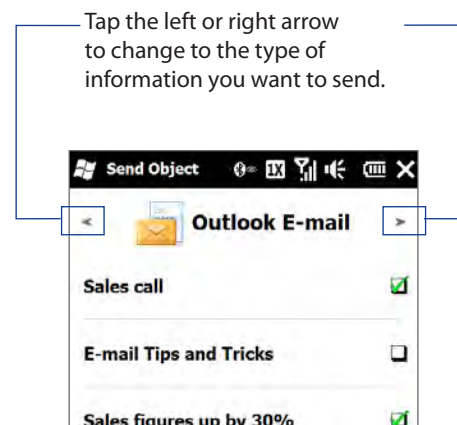 Tap the left or right arrow
to change to the type of
information you want to send.
Send Object 1X
Outlook E-mail
Sales call
E-mail Tips and Tricks
Sales figures up by 30%